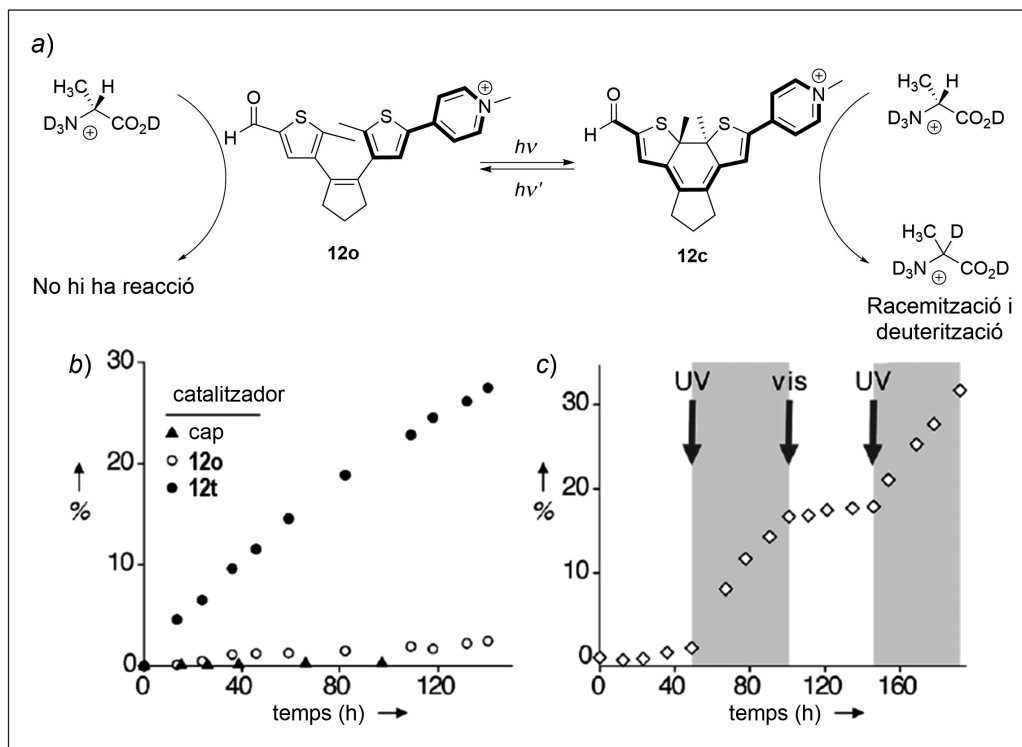 a)
H₃C H
D₃N ⊕ CO₂D
O
H
S
S
N ⊕
hν
hν'
O
H
S
S
N ⊕
H₃C H
D₃N ⊕ CO₂D
12o
12c
No hi ha reacció
H₃C D
D₃N ⊕ CO₂D
Racemització i
deuterització
b)
30
20
10
0
%
catalitzador
cap
12o
12t
0 40 80 120
temps (h)
c)
30
20
10
0
%
UV vis UV
0 40 80 120 160
temps (h)